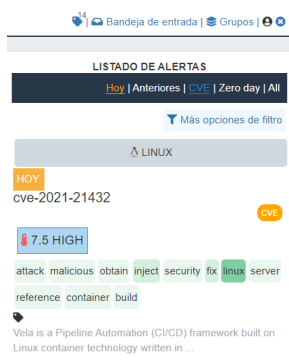 14
| Bandeja de entrada | Grupos |
LISTADO DE ALERTAS
Hoy | Anteriores | CVE | Zero day | All
Más opciones de filtro
LINUX
HOY
cve-2021-21432
CVE
7.5 HIGH
attack malicious obtain inject security fix linux server
reference container build
Vela is a Pipeline Automation (CI/CD) framework built on
Linux container technology written in ...